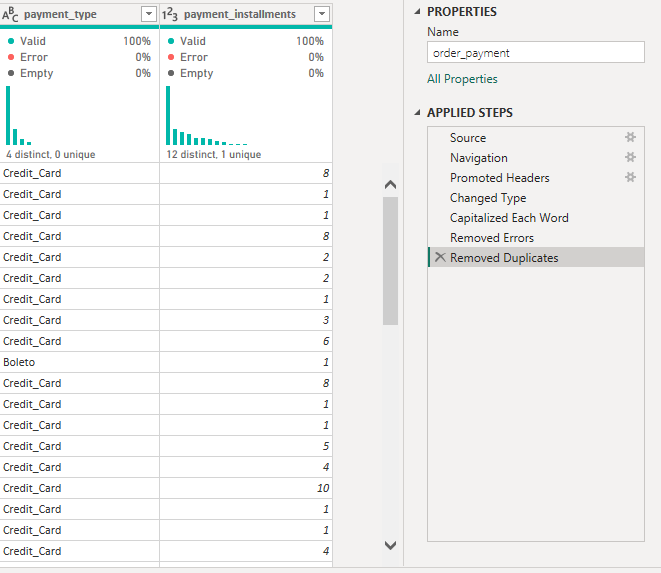 ABC payment_type
123 payment_installments
Valid 100%
Error 0%
Empty 0%
4 distinct, 0 unique
Valid 100%
Error 0%
Empty 0%
12 distinct, 1 unique
Credit_Card 8
Credit_Card 1
Credit_Card 1
Credit_Card 8
Credit_Card 2
Credit_Card 2
Credit_Card 1
Credit_Card 3
Credit_Card 6
Boleto 1
Credit_Card 8
Credit_Card 1
Credit_Card 1
Credit_Card 5
Credit_Card 4
Credit_Card 10
Credit_Card 1
Credit_Card 1
Credit_Card 4
PROPERTIES
Name
order_payment
All Properties
APPLIED STEPS
Source
Navigation
Promoted Headers
Changed Type
Capitalized Each Word
Removed Errors
Removed Duplicates